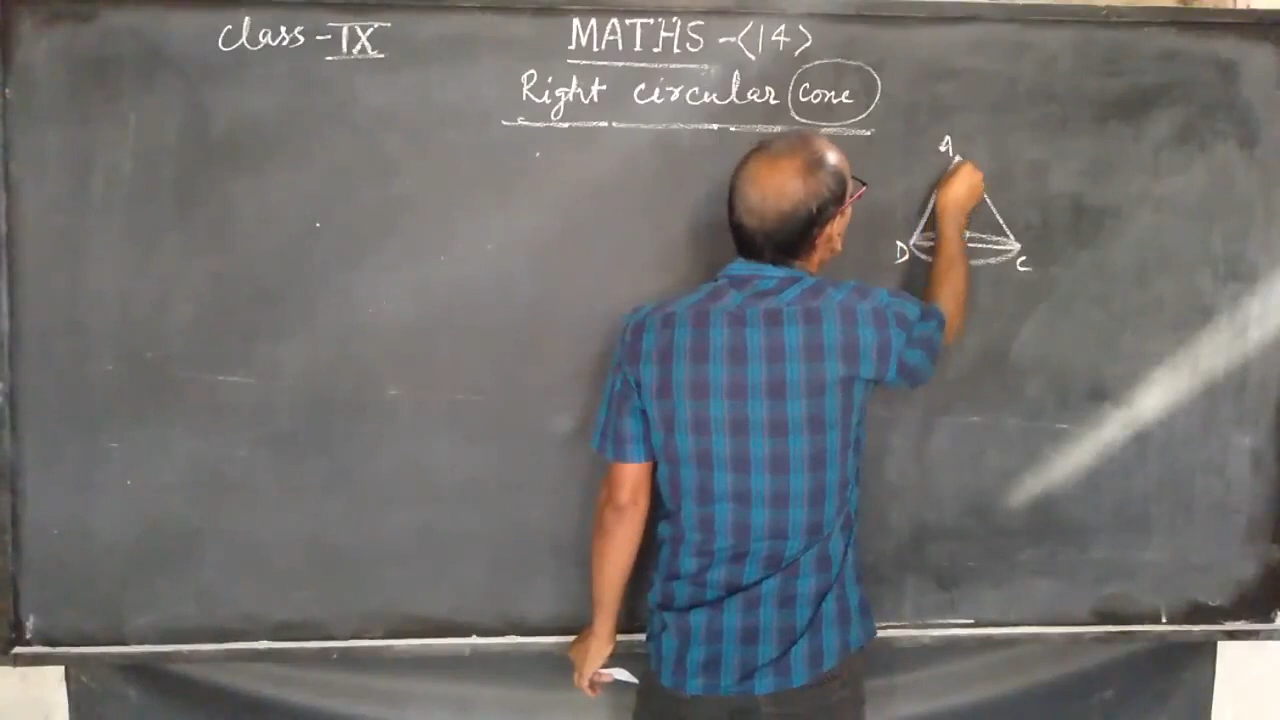 Class - IX
MATHS - <14>
Right circular cone
A
D
C